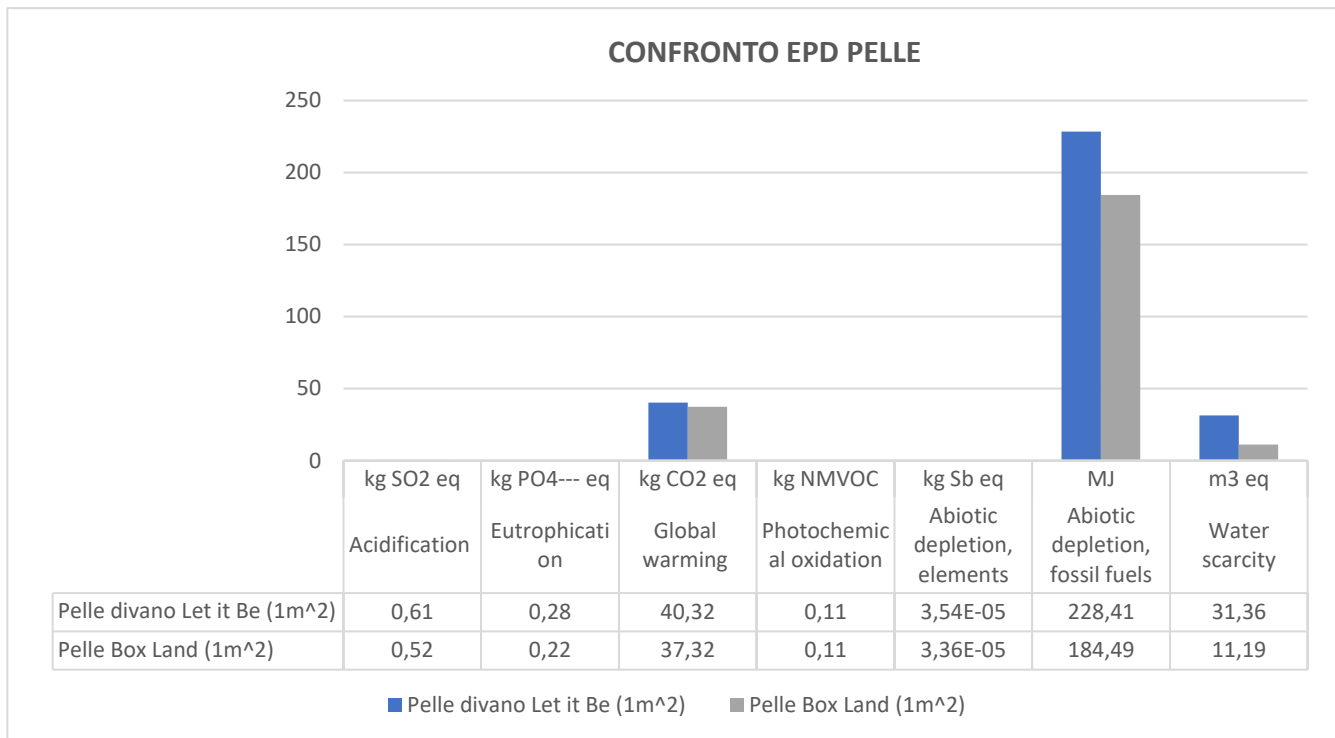 CONFRONTO EPD PELLE
250
200
150
100
50
0
kg SO2 eq kg PO4--- eq kg CO2 eq kg NMVOC kg Sb eq MJ m3 eq
Acidification
Eutrophicati
on
Global
warming
Photochemic
al oxidation
Abiotic
depletion,
elements
Abiotic
depletion,
fossil fuels
Water
scarcity
Pelle divano Let it Be (1m^2) 0,61 0,28 40,32 0,11 3,54E-05 228,41 31,36
Pelle Box Land (1m^2) 0,52 0,22 37,32 0,11 3,36E-05 184,49 11,19
Pelle divano Let it Be (1m^2) Pelle Box Land (1m^2)